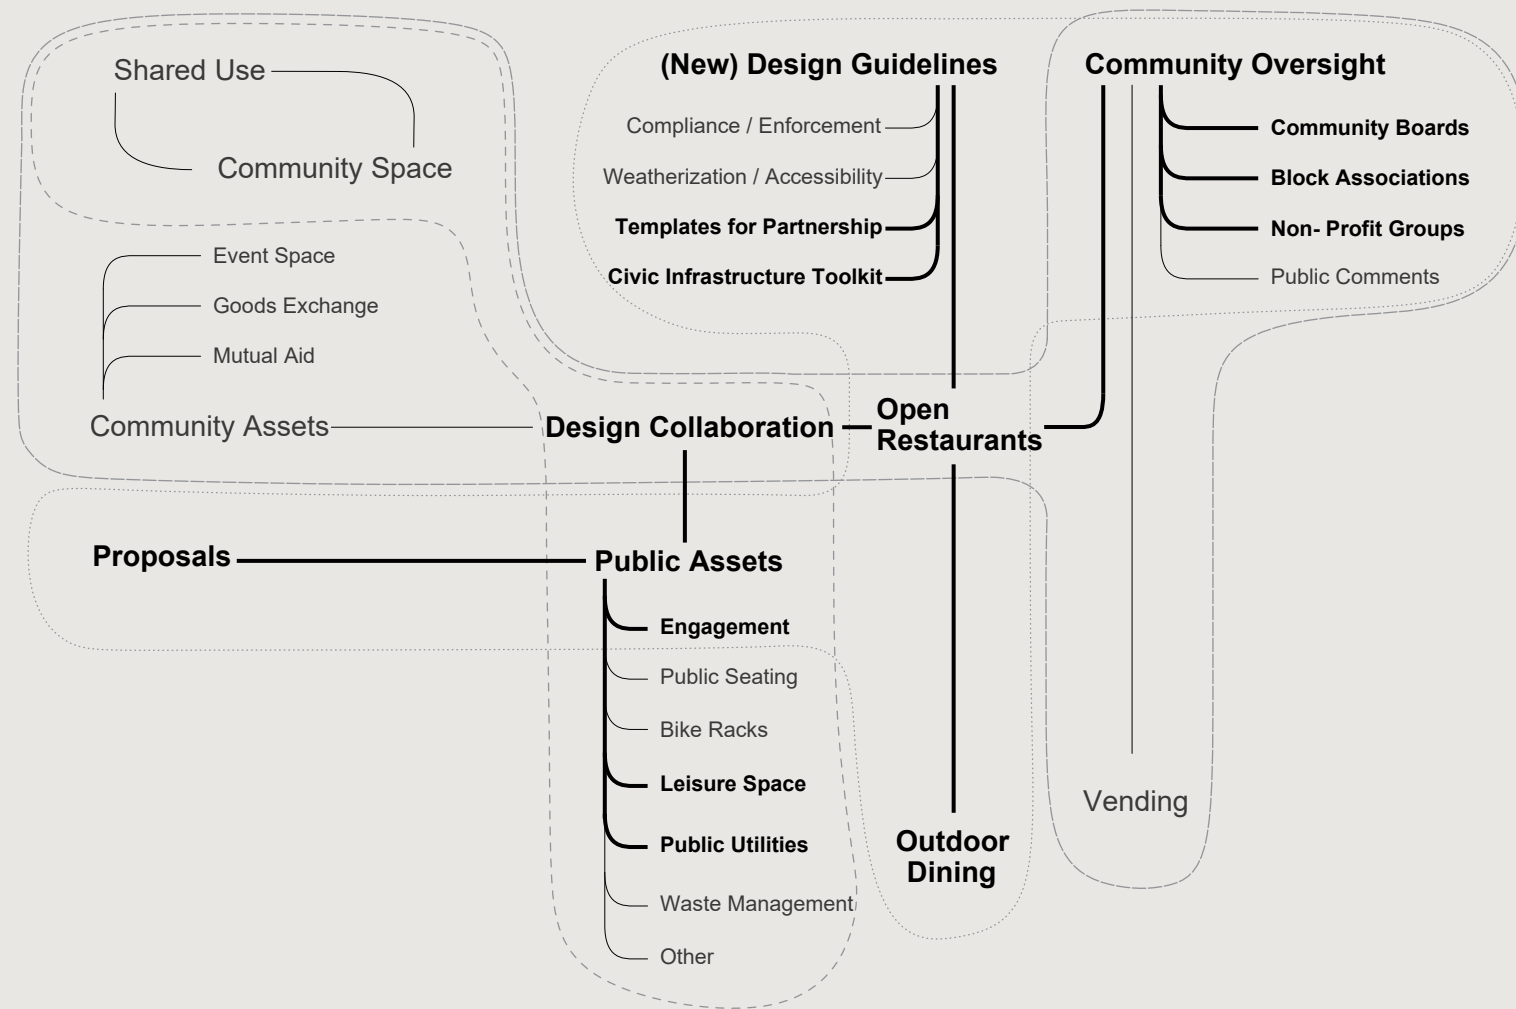 Shared Use
Community Space
Event Space
Goods Exchange
Mutual Aid
Community Assets
(New) Design Guidelines
Compliance / Enforcement
Weatherization / Accessibility
Templates for Partnership
Civic Infrastructure Toolkit
Community Oversight
Community Boards
Block Associations
Non- Profit Groups
Public Comments
Design Collaboration
Open
Restaurants
Proposals
Public Assets
Engagement
Public Seating
Bike Racks
Leisure Space
Public Utilities
Waste Management
Other
Outdoor
Dining
Vending